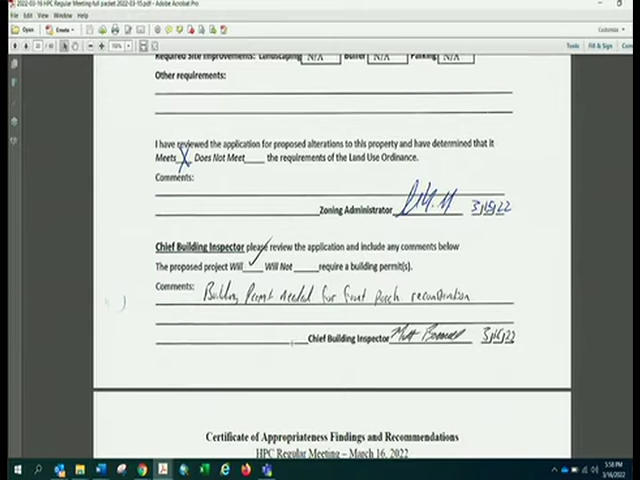 2022-03-16 HPC Regular Meeting full packet 2022-03-15.pdf - Adobe Acrobat Pro
File Edit View Window Help
Open Create Customize
Tools Fill & Sign
Required Site Improvements: Landscaping N/A Buffer N/A Parking N/A
Other requirements:
I have reviewed the application for proposed alterations to this property and have determined that it
Meets X Does Not Meet the requirements of the Land Use Ordinance.
Comments:
Zoning Administrator 3/15/22
Chief Building Inspector please review the application and include any comments below
The proposed project Will ✓ Will Not require a building permit(s).
Comments: Building Permit needed for front porch reconstruction
Chief Building Inspector 3/15/22
Certificate of Appropriateness Findings and Recommendations
HPC Regular Meeting – March 16, 2022
5:58 PM
3/16/2022